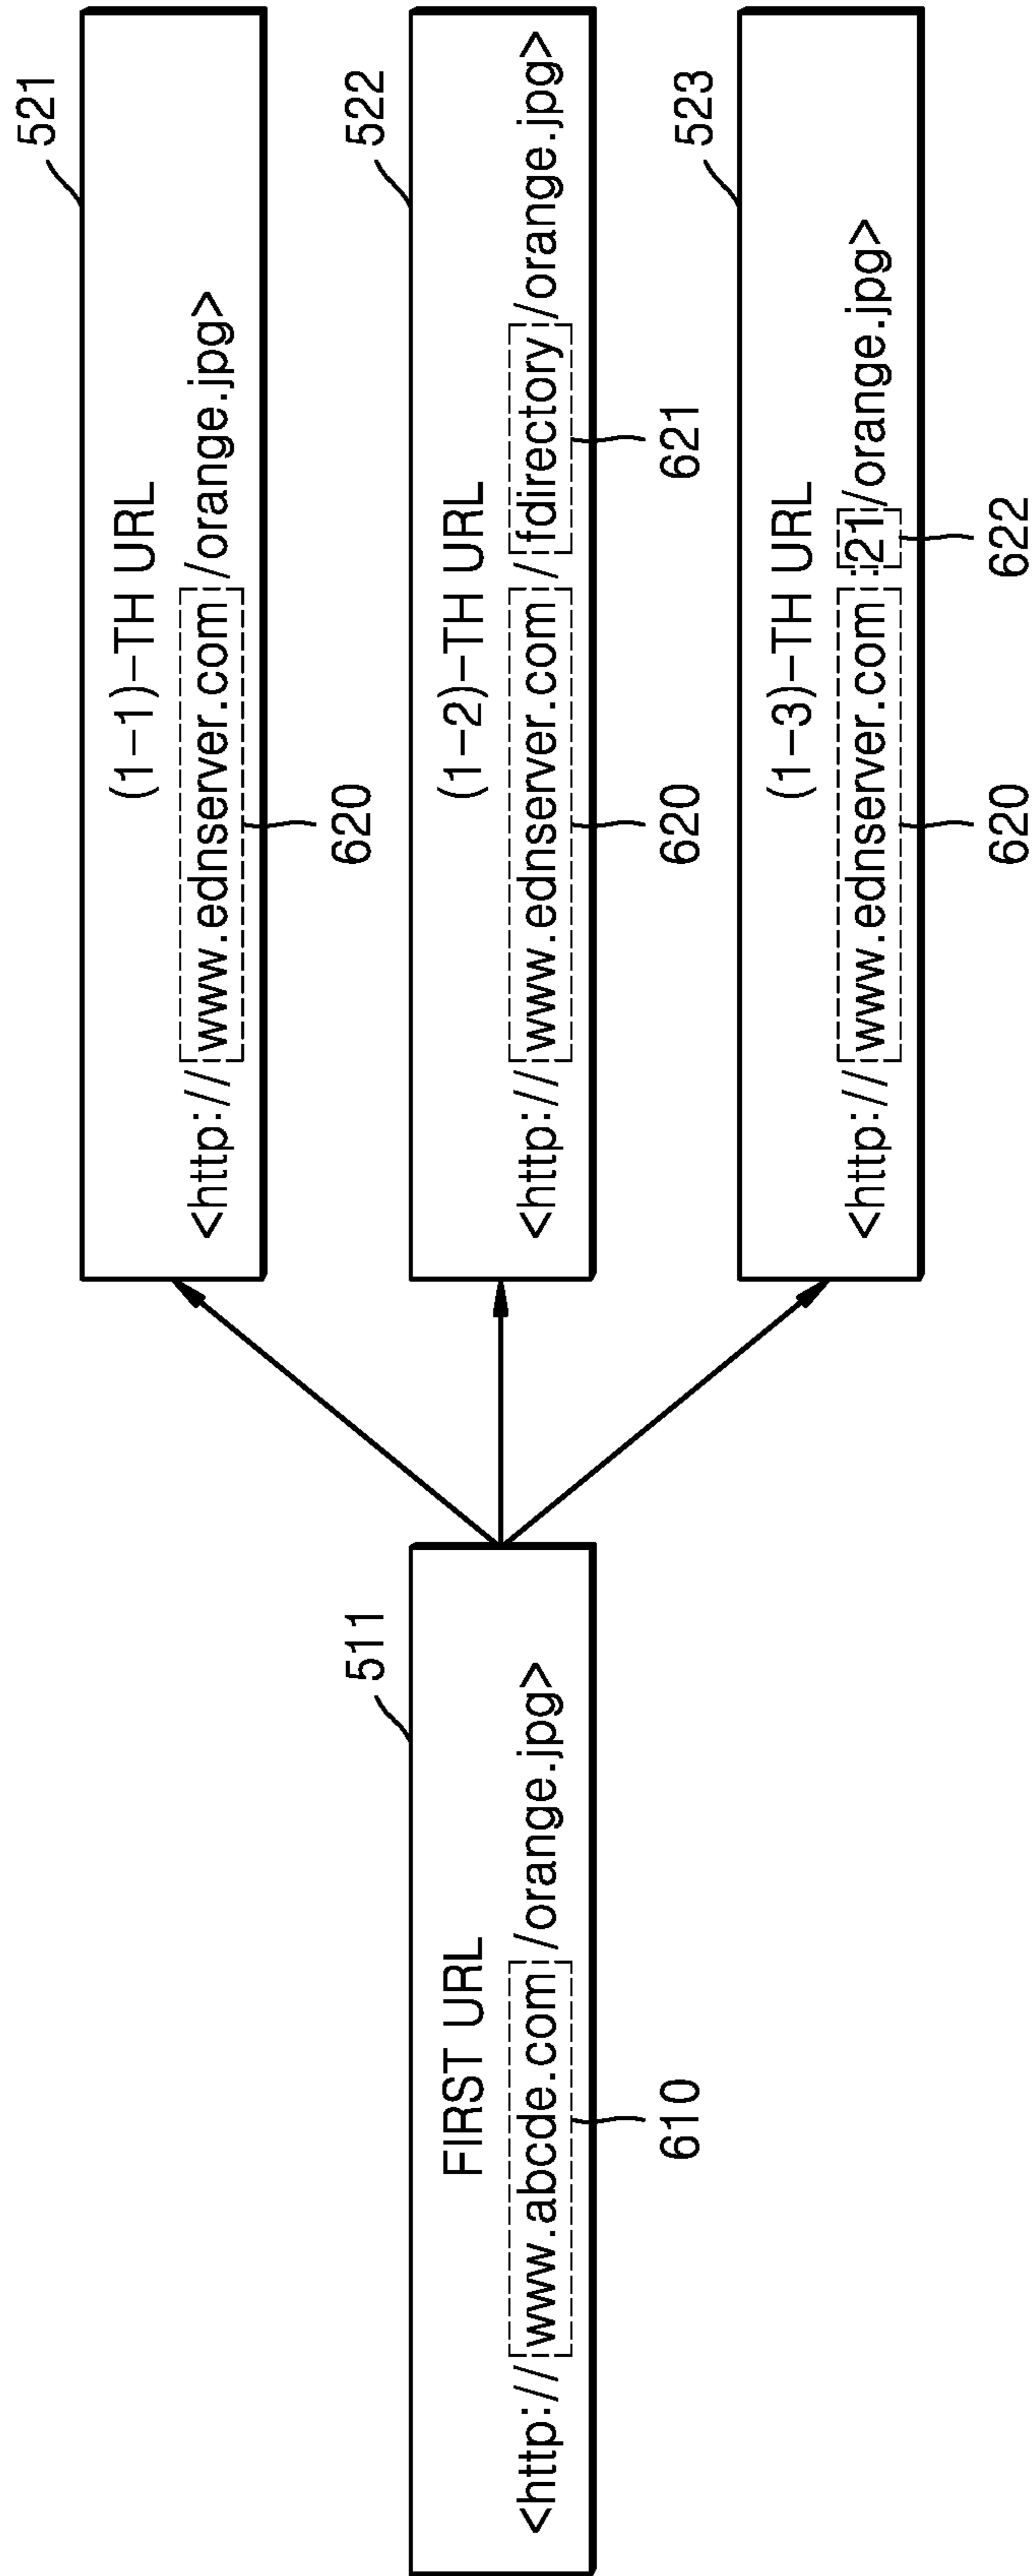 511
FIRST URL
<http://www.abcde.com/orange.jpg>
610
521
(1-1)-TH URL
<http://www.ednserver.com/orange.jpg>
620
522
(1-2)-TH URL
<http://www.ednserver.com/fdirectory/orange.jpg>
620 621
523
(1-3)-TH URL
<http://www.ednserver.com:21/orange.jpg>
620 622